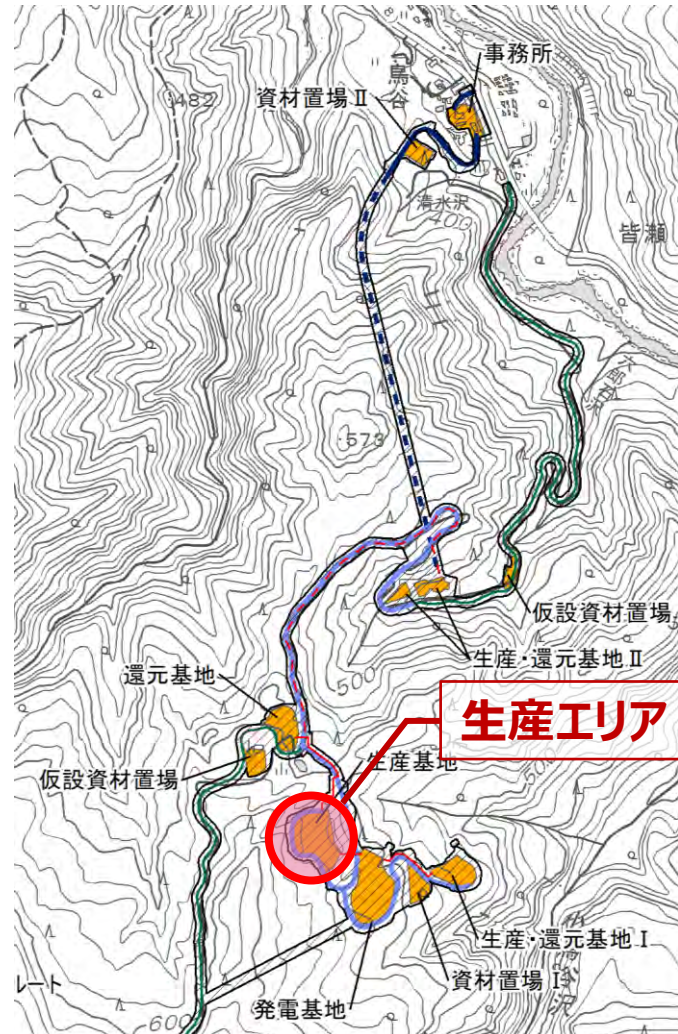 事務所
鳥谷
資材置場Ⅱ
482
清水沢
400
皆瀬
573
仮設資材置場
生産・還元基地Ⅱ
500
還元基地
生産エリア
生産基地
仮設資材置場
生産・還元基地Ⅰ
資材置場Ⅰ
ルート
発電基地
600